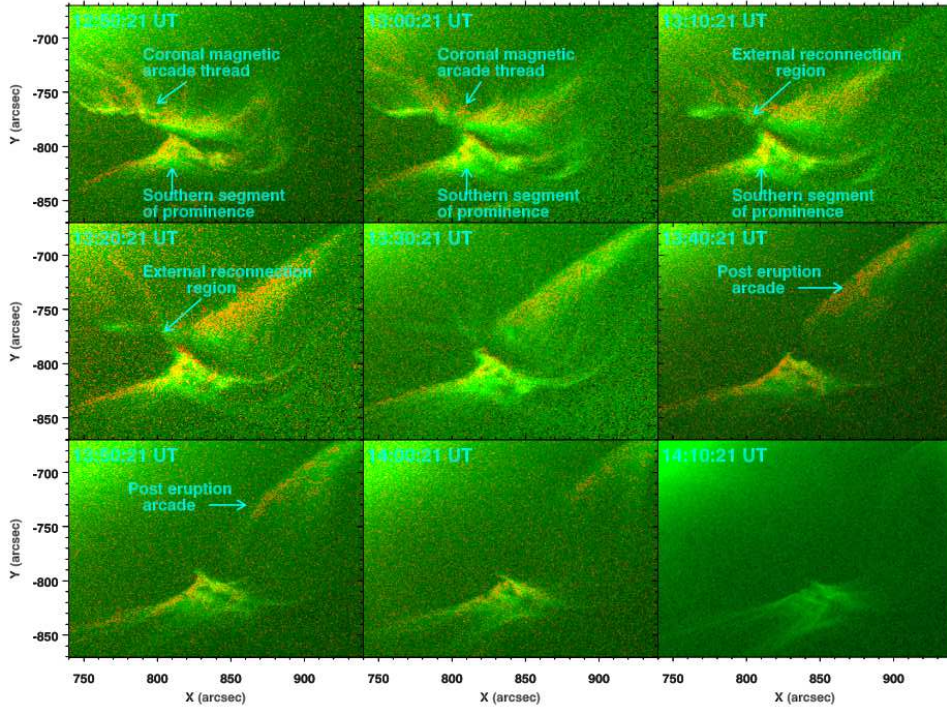 12:50:21 UT
Coronal magnetic
arcade thread
Southern segment
of prominence
13:00:21 UT
Coronal magnetic
arcade thread
Southern segment
of prominence
13:10:21 UT
External reconnection
region
Southern segment
of prominence
-700
-750
-800
-850
Y (arcsec)
13:20:21 UT
External reconnection
region
13:30:21 UT
13:40:21 UT
Post eruption
arcade
-700
-750
-800
-850
Y (arcsec)
13:50:21 UT
Post eruption
arcade
14:00:21 UT
14:10:21 UT
-700
-750
-800
-850
Y (arcsec)
750 800 850 900
750 800 850 900
750 800 850 900
X (arcsec)
X (arcsec)
X (arcsec)